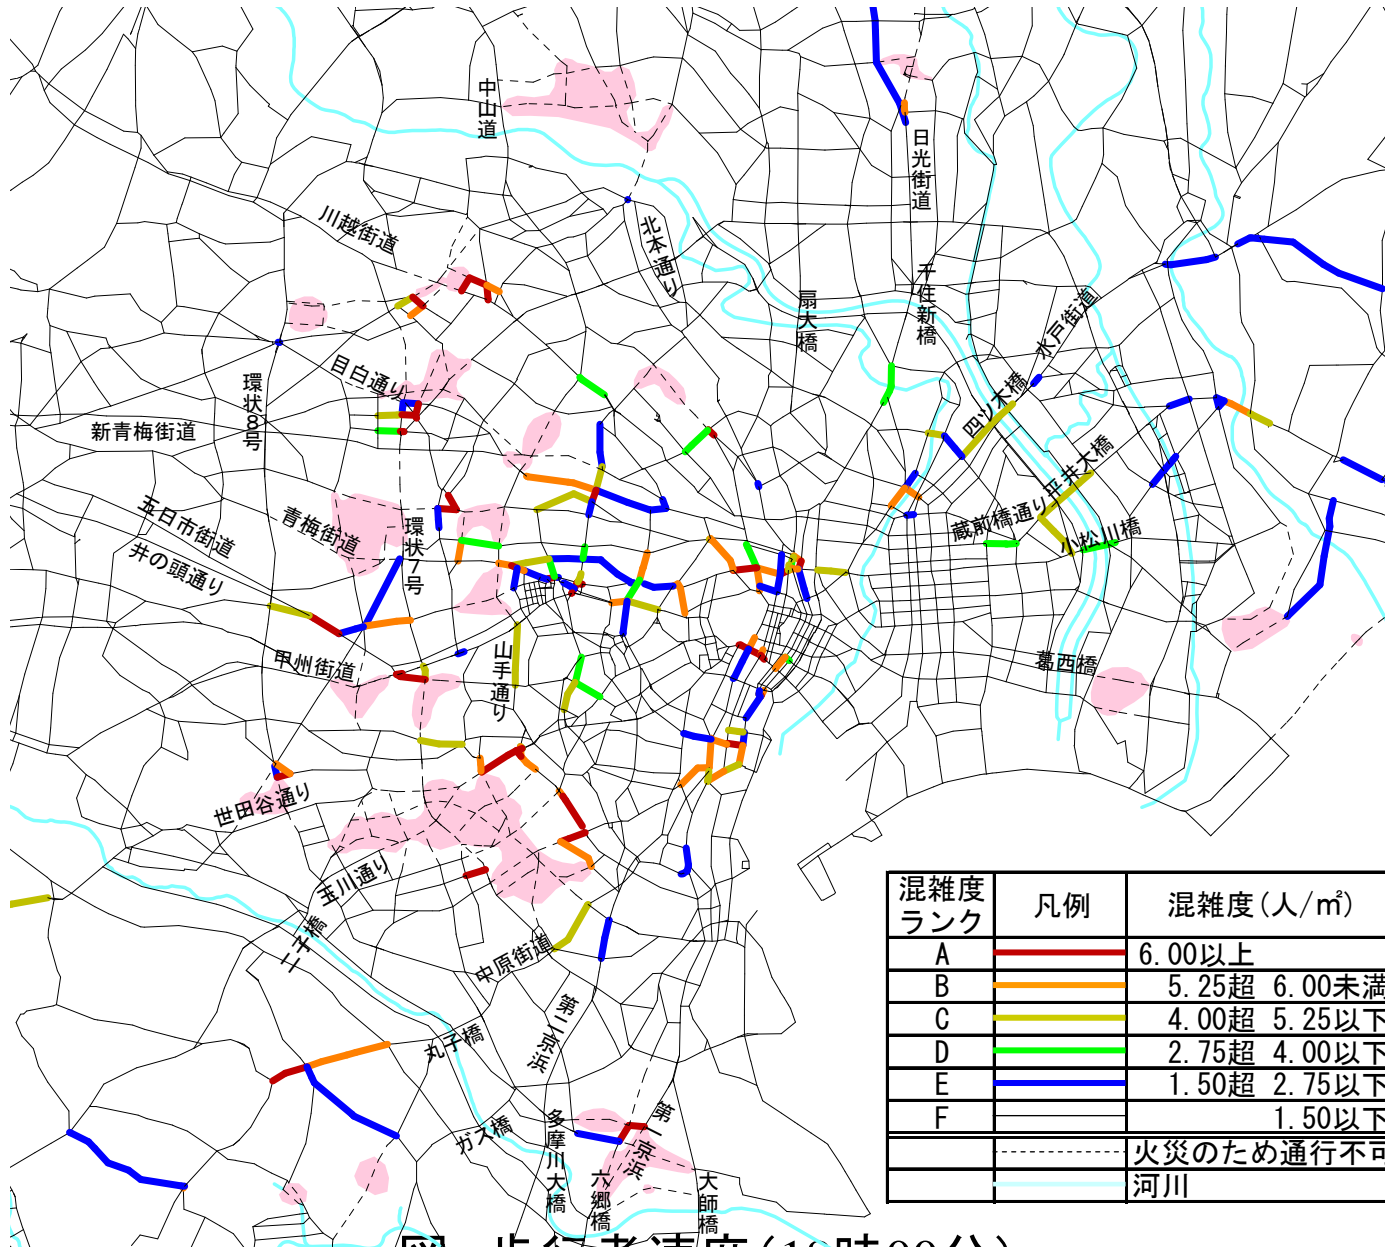 中山道
日光街道
川越街道
北本通り
千住新橋
扇大橋
水戸街道
目白通り
環状8号
四ツ木橋
新青梅街道
平井大橋
五日市街道
青梅街道
環状7号
蔵前橋通り
小松川橋
井の頭通り
甲州街道
山手通り
葛西橋
世田谷通り
玉川通り
二子橋
中原街道
第二京浜
丸子橋
ガス橋
多摩川大橋
第一京浜
六郷橋
大師橋
混雑度ランク 凡例 混雑度(人/㎡)
A 6.00以上
B 5.25超 6.00未満
C 4.00超 5.25以下
D 2.75超 4.00以下
E 1.50超 2.75以下
F 1.50以下
火災のため通行不可
河川